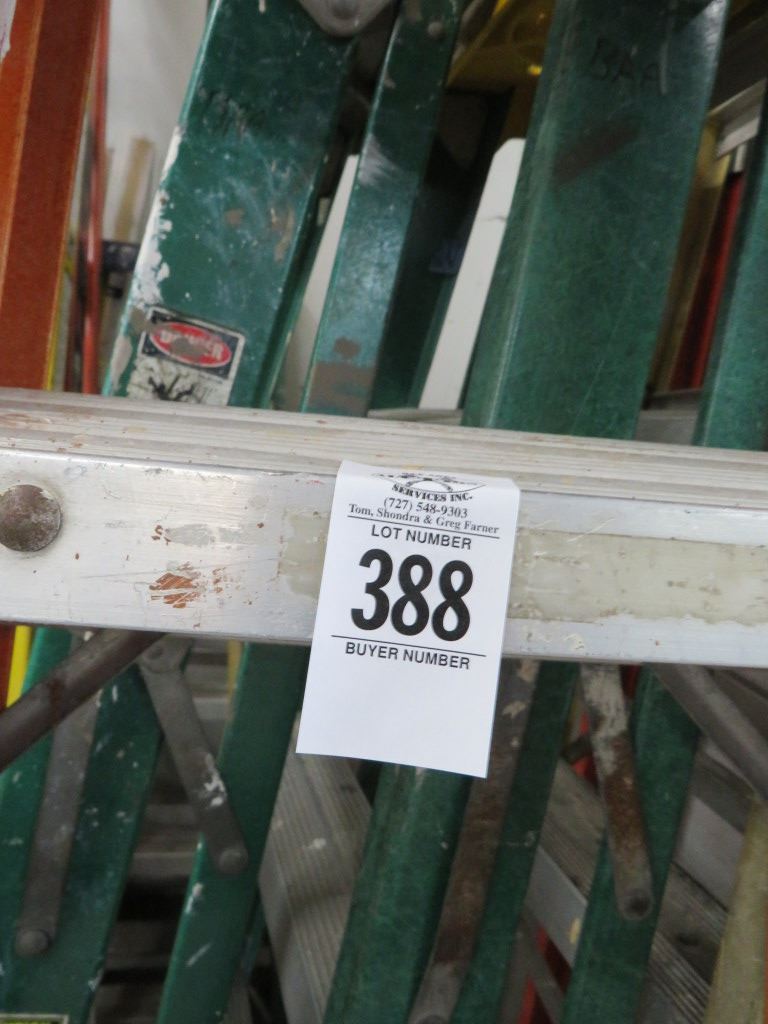 SERVICES INC.
(727) 548-9303
Tom, Shondra & Greg Farner
LOT NUMBER
388
BUYER NUMBER